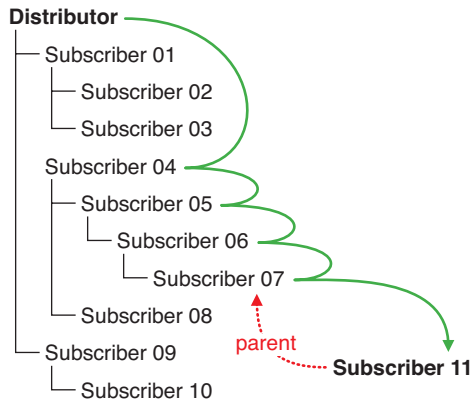 Distributor
Subscriber 01
Subscriber 02
Subscriber 03
Subscriber 04
Subscriber 05
Subscriber 06
Subscriber 07
Subscriber 08
parent
Subscriber 09
Subscriber 11
Subscriber 10